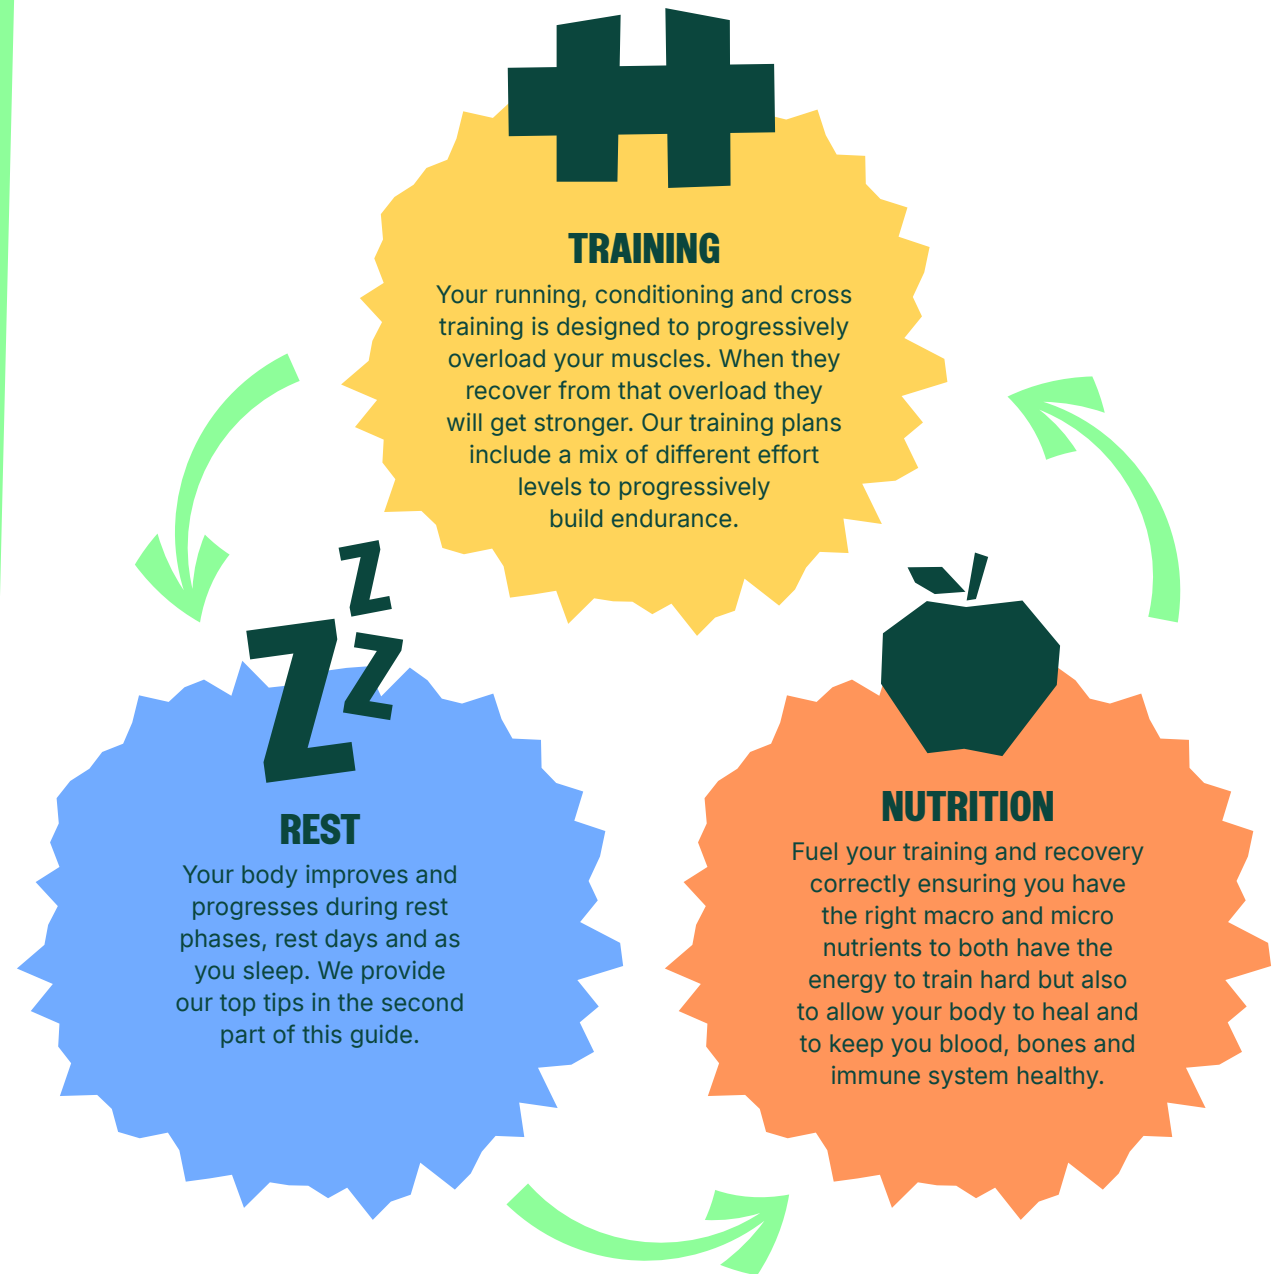 TRAINING
Your running, conditioning and cross
training is designed to progressively
overload your muscles. When they
recover from that overload they
will get stronger. Our training plans
include a mix of different effort
levels to progressively
build endurance.
Z
Z
Z
REST
Your body improves and
progresses during rest
phases, rest days and as
you sleep. We provide
our top tips in the second
part of this guide.
NUTRITION
Fuel your training and recovery
correctly ensuring you have
the right macro and micro
nutrients to both have the
energy to train hard but also
to allow your body to heal and
to keep you blood, bones and
immune system healthy.